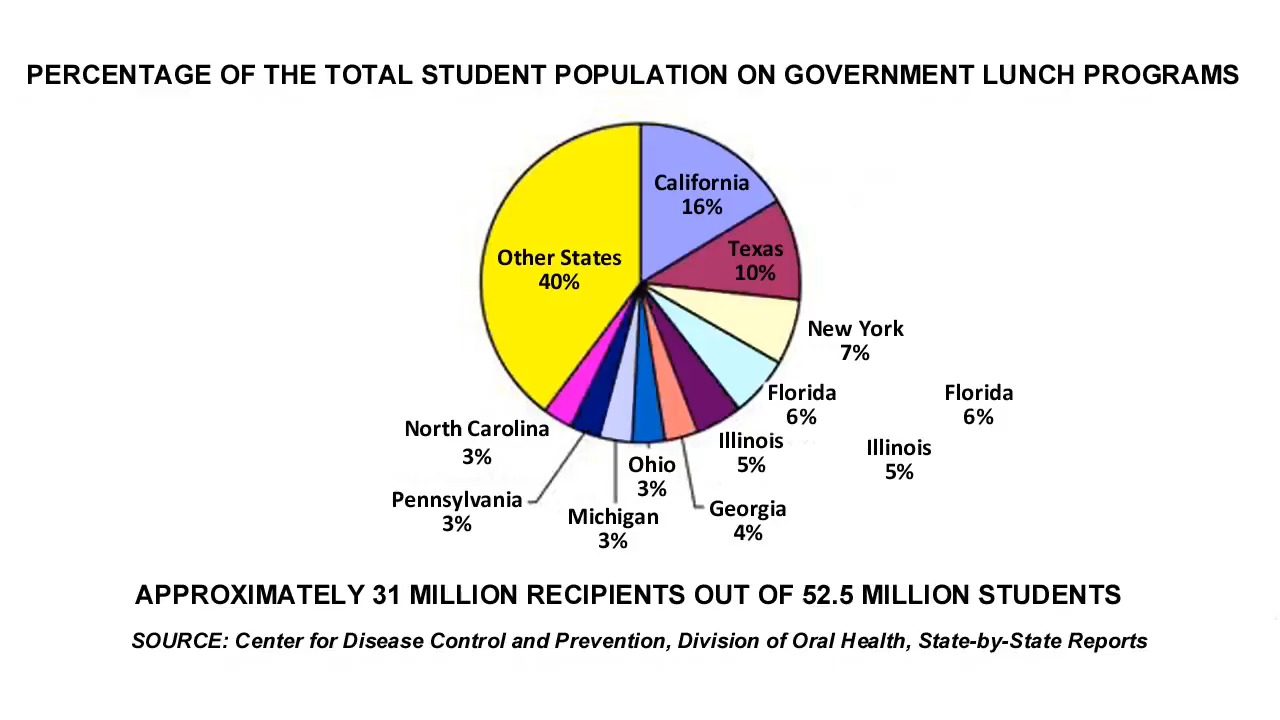 PERCENTAGE OF THE TOTAL STUDENT POPULATION ON GOVERNMENT LUNCH PROGRAMS
California
16%
Texas
10%
Other States
40%
New York
7%
Florida
6%
Florida
6%
Illinois
5%
Illinois
5%
North Carolina
3%
Ohio
3%
Pennsylvania
3%
Michigan
3%
Georgia
4%
APPROXIMATELY 31 MILLION RECIPIENTS OUT OF 52.5 MILLION STUDENTS
SOURCE: Center for Disease Control and Prevention, Division of Oral Health, State-by-State Reports